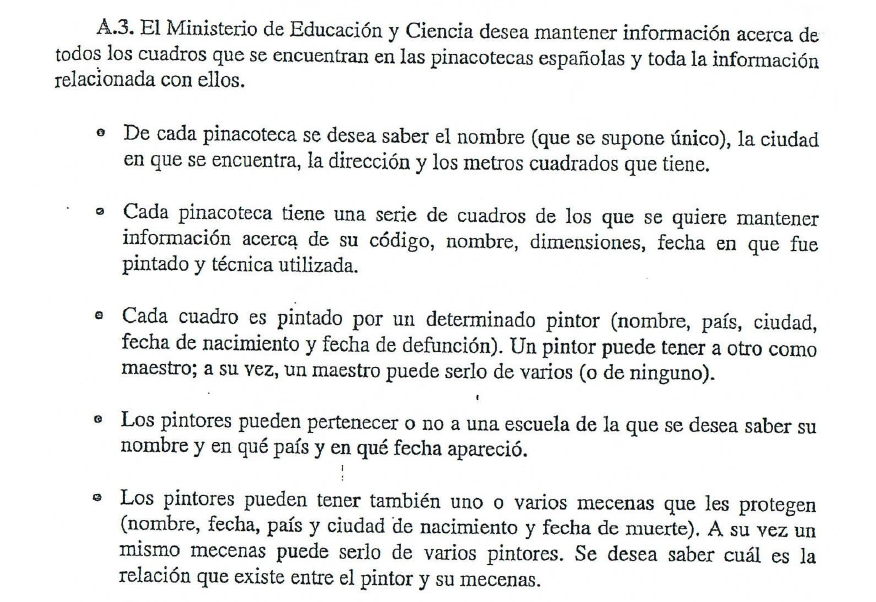 A.3. El Ministerio de Educación y Ciencia desea mantener información acerca de
todos los cuadros que se encuentran en las pinacotecas españolas y toda la información
relacionada con ellos.
• De cada pinacoteca se desea saber el nombre (que se supone único), la ciudad
en que se encuentra, la dirección y los metros cuadrados que tiene.
• Cada pinacoteca tiene una serie de cuadros de los que se quiere mantener
información acerca de su código, nombre, dimensiones, fecha en que fue
pintado y técnica utilizada.
• Cada cuadro es pintado por un determinado pintor (nombre, país, ciudad,
fecha de nacimiento y fecha de defunción). Un pintor puede tener a otro como
maestro; a su vez, un maestro puede serlo de varios (o de ninguno).
• Los pintores pueden pertenecer o no a una escuela de la que se desea saber su
nombre y en qué país y en qué fecha apareció.
• Los pintores pueden tener también uno o varios mecenas que les protegen
(nombre, fecha, país y ciudad de nacimiento y fecha de muerte). A su vez un
mismo mecenas puede serlo de varios pintores. Se desea saber cuál es la
relación que existe entre el pintor y su mecenas.